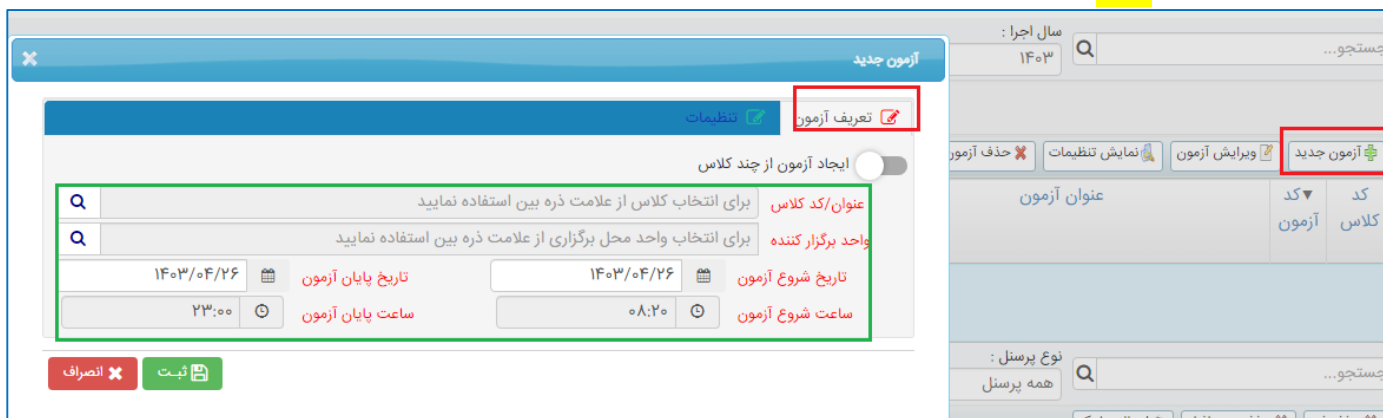 سال اجرا :
جستجو...
۱۴۰۳
آزمون جدید
تعریف آزمون
تنظیمات
آزمون جدید
ویرایش آزمون
نمایش تنظیمات
حذف آزمون
ایجاد آزمون از چند کلاس
کد کلاس
کد آزمون
عنوان آزمون
عنوان/کد کلاس
برای انتخاب کلاس از علامت ذره بین استفاده نمایید
واحد برگزار کننده
برای انتخاب واحد محل برگزاری از علامت ذره بین استفاده نمایید
تاریخ شروع آزمون
۱۴۰۳/۰۴/۲۶
تاریخ پایان آزمون
۱۴۰۳/۰۴/۲۶
ساعت شروع آزمون
۰۸:۲۰
ساعت پایان آزمون
۲۳:۰۰
ثبت
انصراف
نوع پرسنل :
جستجو...
همه پرسنل